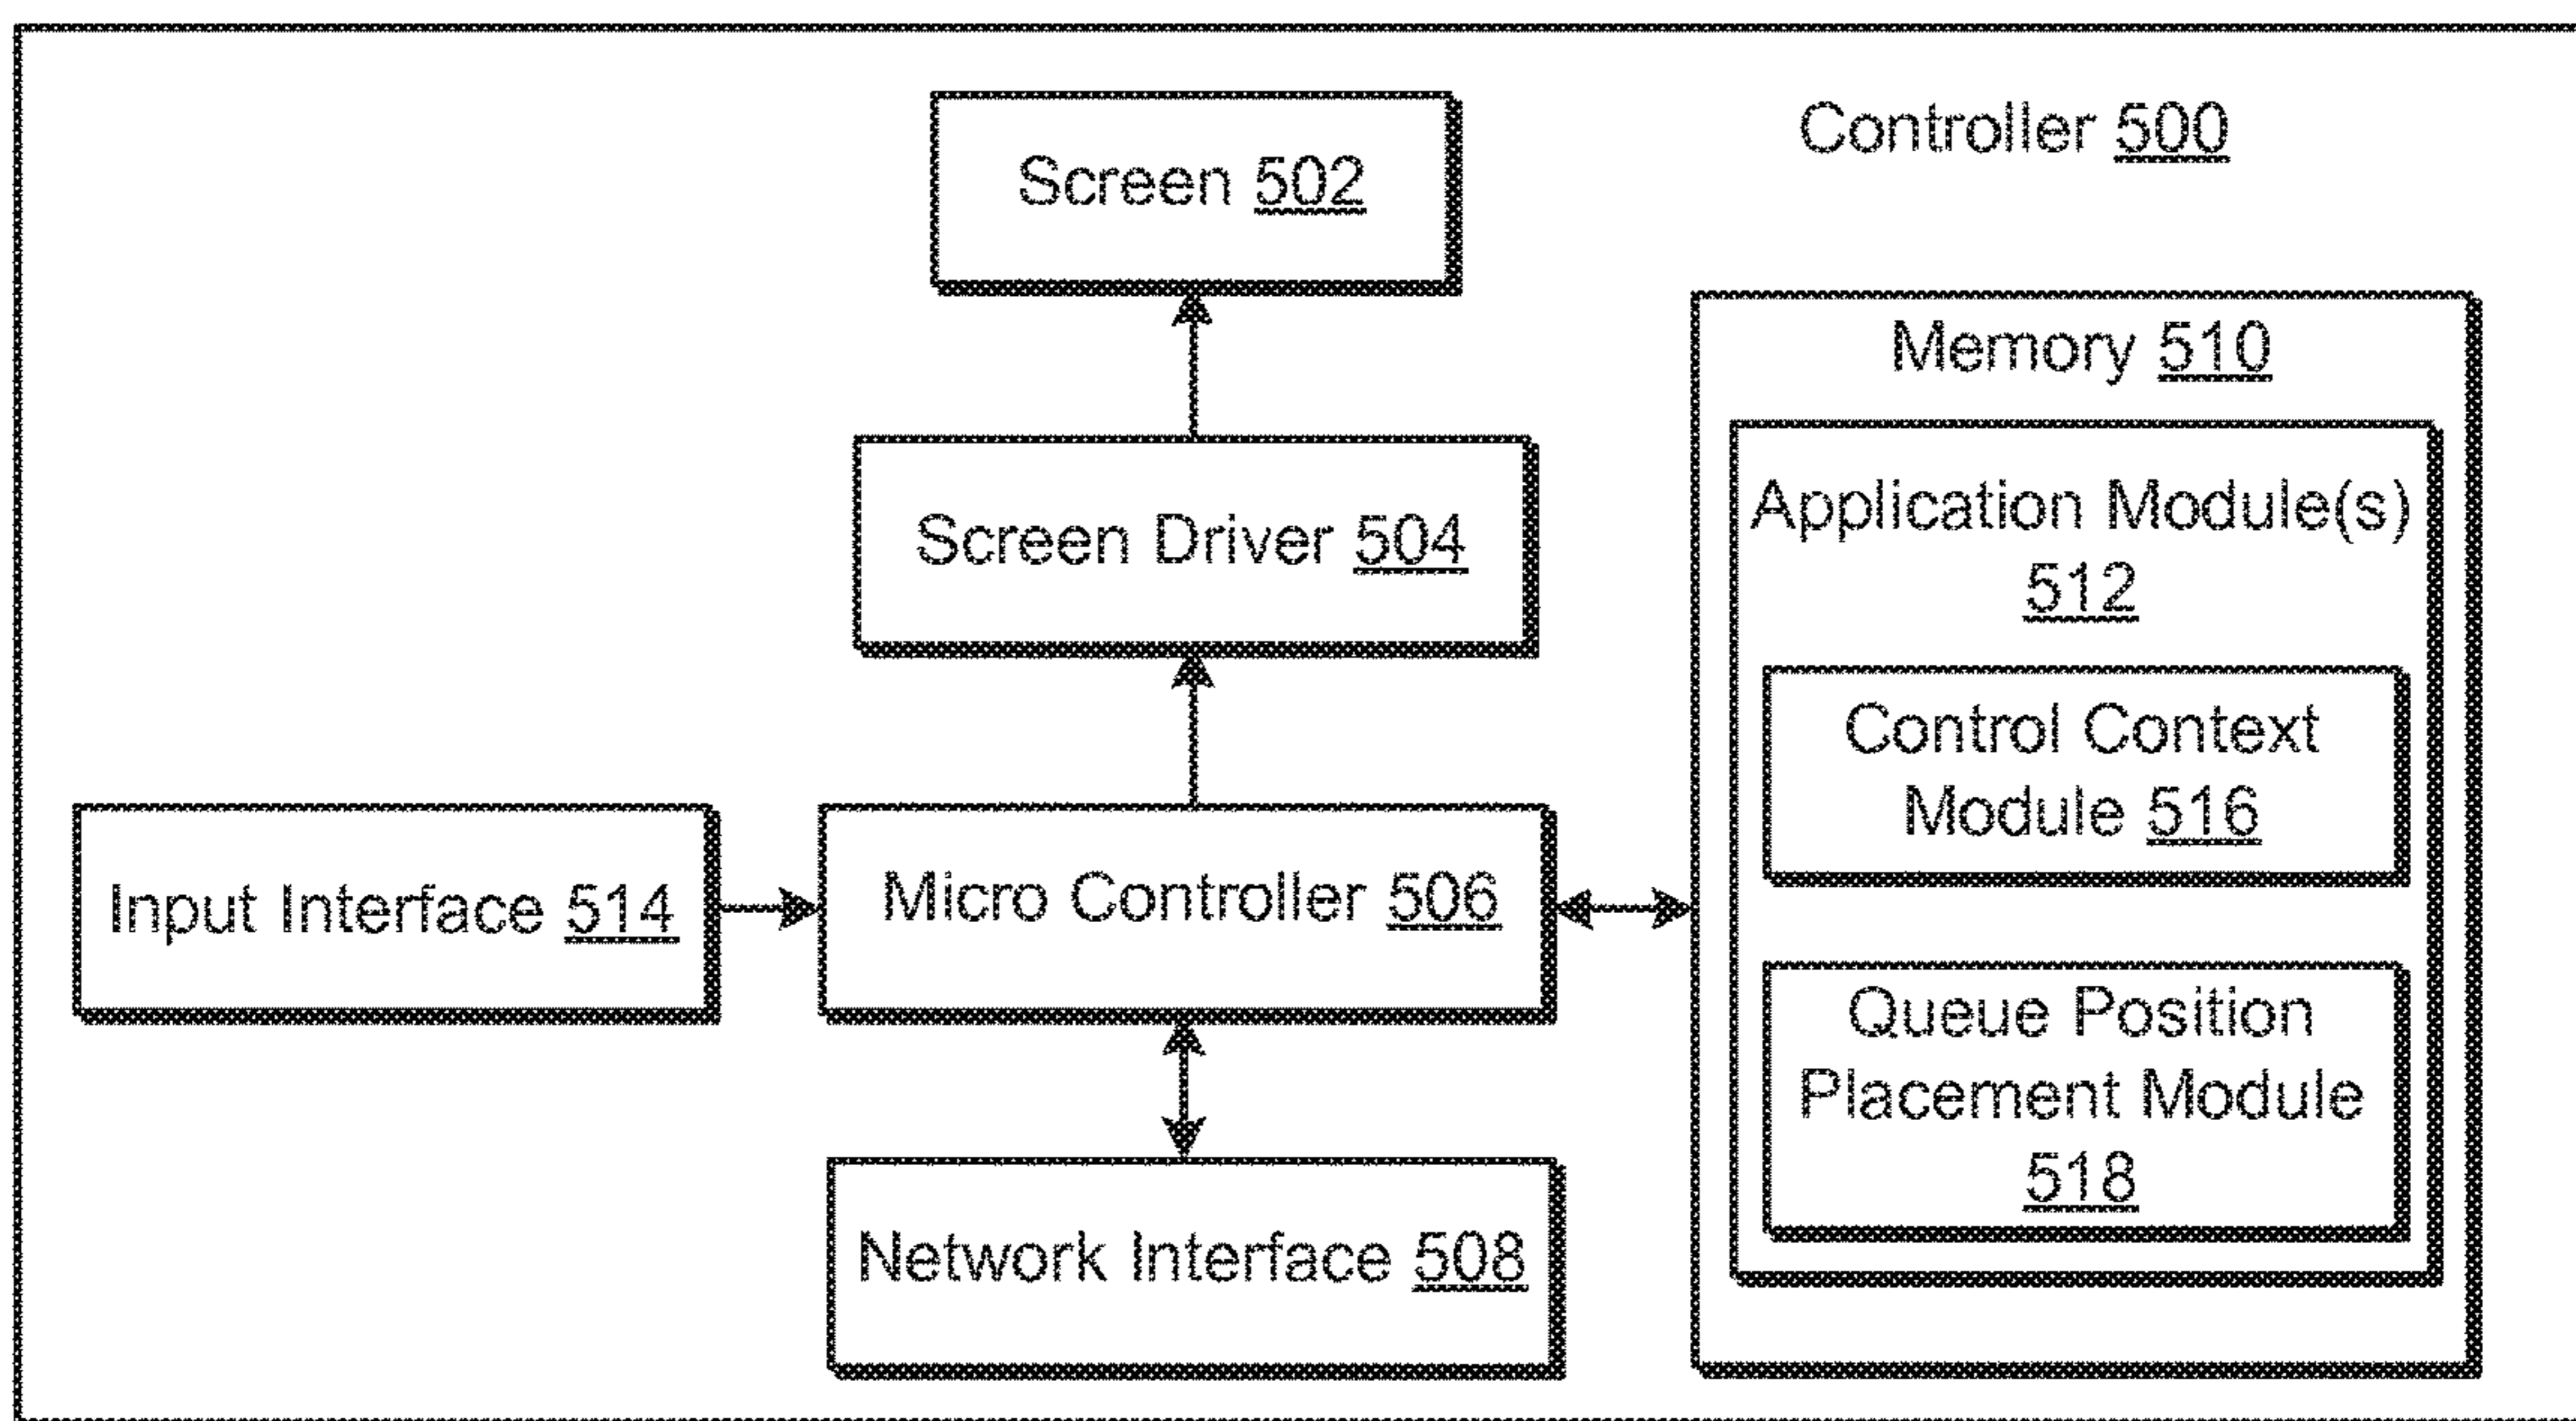 Controller 500
Screen 502
Screen Driver 504
Input Interface 514
Micro Controller 506
Network Interface 508
Memory 510
Application Module(s)
512
Control Context
Module 516
Queue Position
Placement Module
518